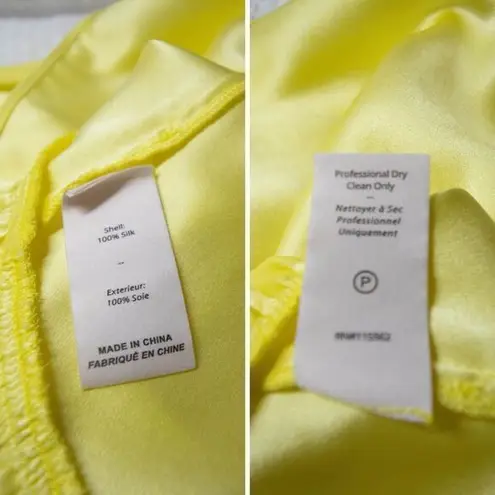 Shell:
100% Silk
--
Exterieur:
100% Soie
MADE IN CHINA
FABRIQUÉ EN CHINE
Professional Dry
Clean Only
--
Nettoyer à Sec
Professionnel
Uniquement
P